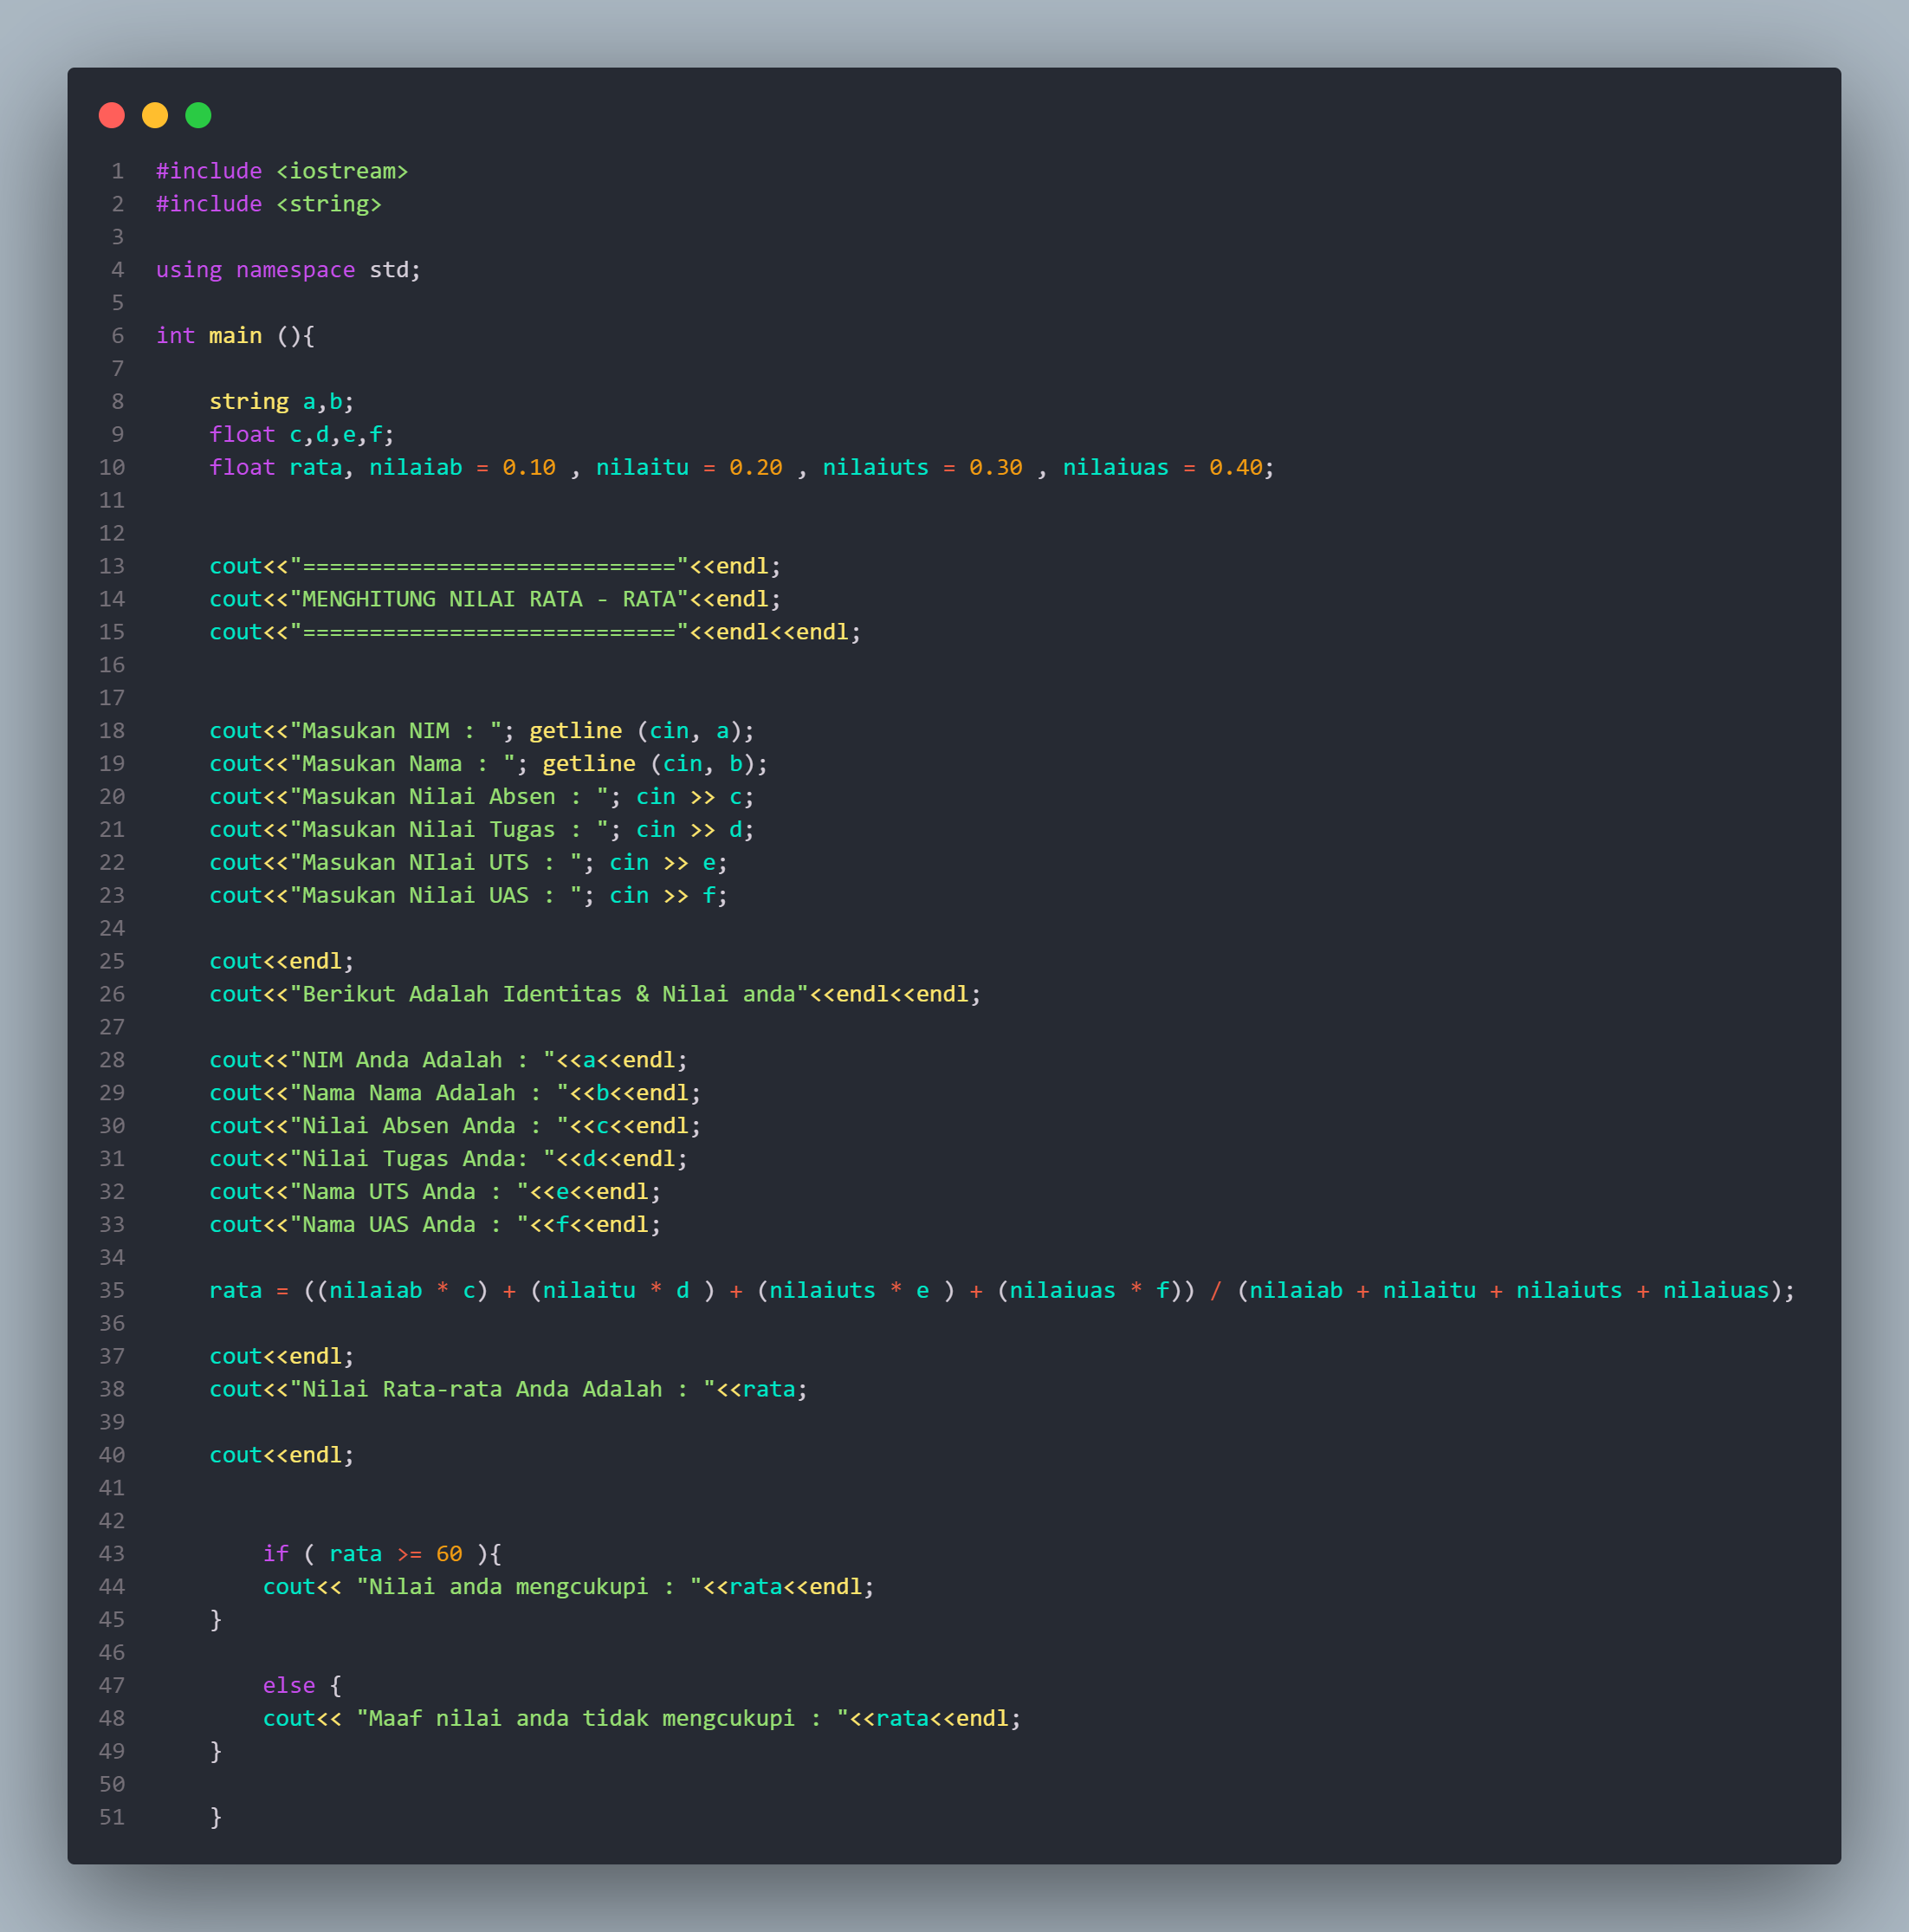 1 #include <iostream>
2 #include <string>
3
4 using namespace std;
5
6 int main (){
7
8     string a,b;
9     float c,d,e,f;
10     float rata, nilaiab = 0.10 , nilaitu = 0.20 , nilaiuts = 0.30 , nilaiuas = 0.40;
11
12
13     cout<<"============================"<<endl;
14     cout<<"MENGHITUNG NILAI RATA - RATA"<<endl;
15     cout<<"============================"<<endl<<endl;
16
17
18     cout<<"Masukan NIM : "; getline (cin, a);
19     cout<<"Masukan Nama : "; getline (cin, b);
20     cout<<"Masukan Nilai Absen : "; cin >> c;
21     cout<<"Masukan Nilai Tugas : "; cin >> d;
22     cout<<"Masukan NIlai UTS : "; cin >> e;
23     cout<<"Masukan Nilai UAS : "; cin >> f;
24
25     cout<<endl;
26     cout<<"Berikut Adalah Identitas & Nilai anda"<<endl<<endl;
27
28     cout<<"NIM Anda Adalah : "<<a<<endl;
29     cout<<"Nama Nama Adalah : "<<b<<endl;
30     cout<<"Nilai Absen Anda : "<<c<<endl;
31     cout<<"Nilai Tugas Anda: "<<d<<endl;
32     cout<<"Nama UTS Anda : "<<e<<endl;
33     cout<<"Nama UAS Anda : "<<f<<endl;
34
35     rata = ((nilaiab * c) + (nilaitu * d ) + (nilaiuts * e ) + (nilaiuas * f)) / (nilaiab + nilaitu + nilaiuts + nilaiuas);
36
37     cout<<endl;
38     cout<<"Nilai Rata-rata Anda Adalah : "<<rata;
39
40     cout<<endl;
41
42
43         if ( rata >= 60 ){
44         cout<< "Nilai anda mengcukupi : "<<rata<<endl;
45     }
46
47         else {
48         cout<< "Maaf nilai anda tidak mengcukupi : "<<rata<<endl;
49     }
50
51     }